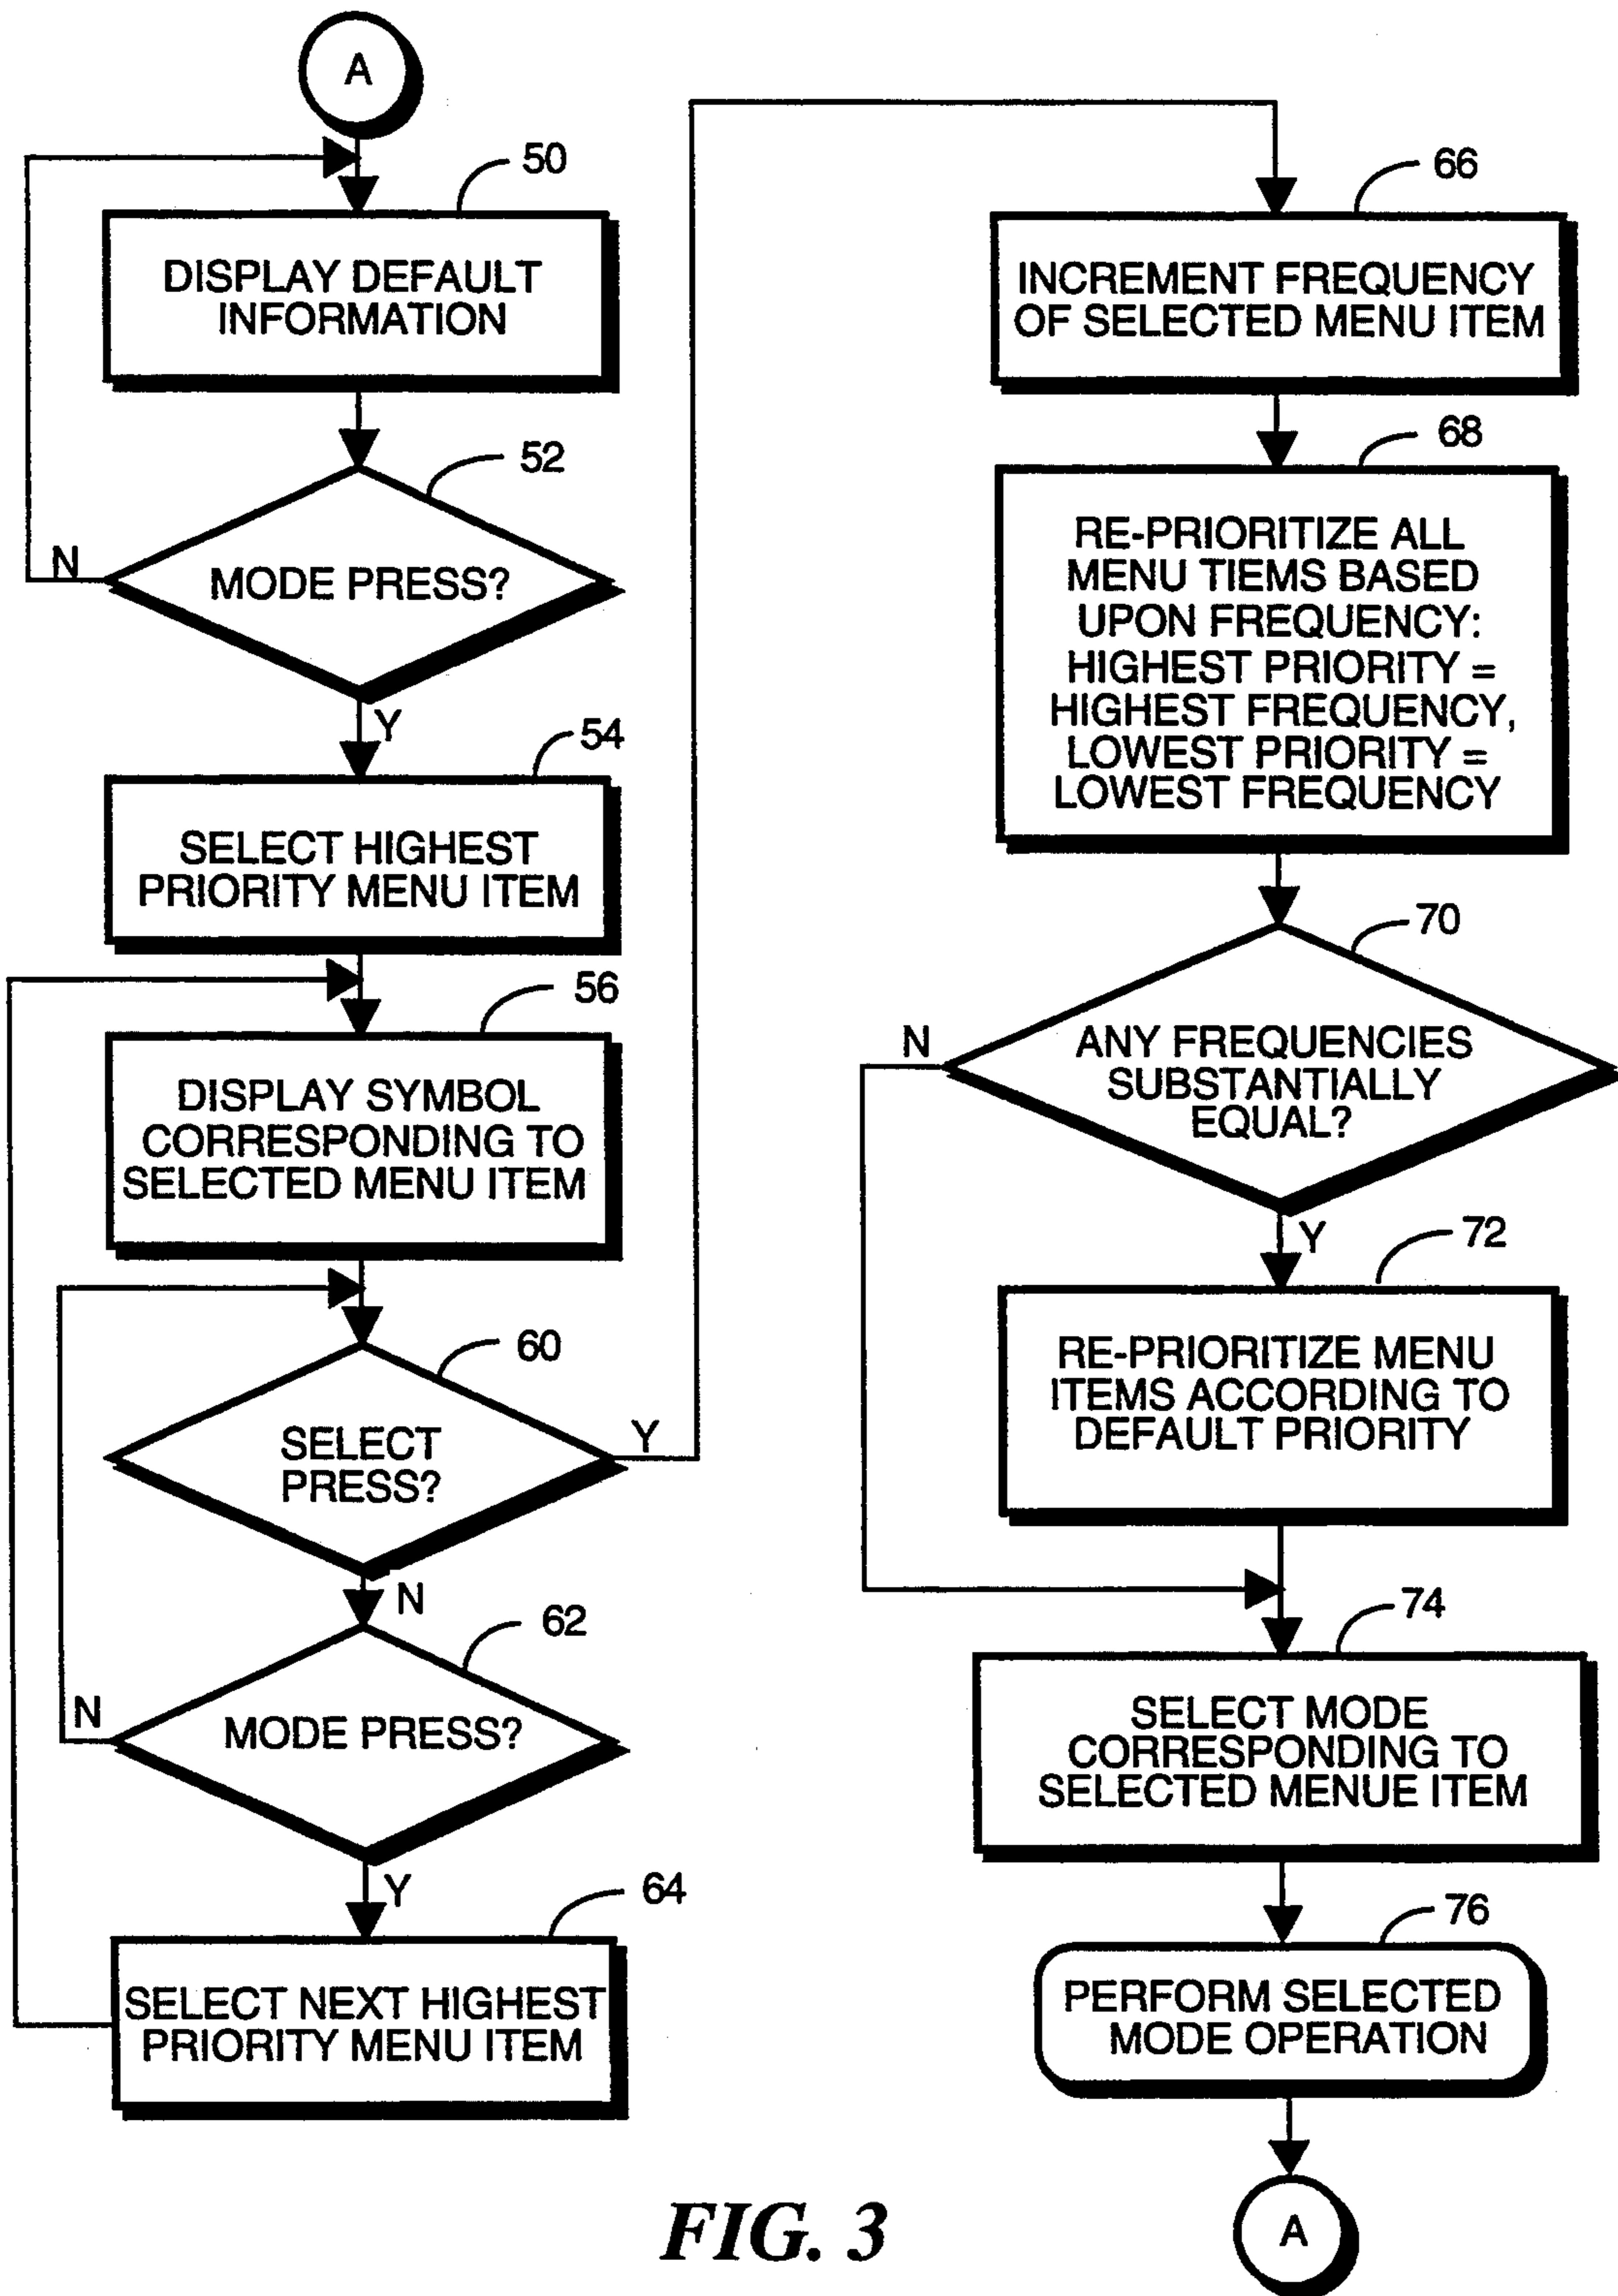 A
50
DISPLAY DEFAULT
INFORMATION
52
MODE PRESS?
N
Y
54
SELECT HIGHEST
PRIORITY MENU ITEM
56
DISPLAY SYMBOL
CORRESPONDING TO
SELECTED MENU ITEM
60
SELECT
PRESS?
Y
N
62
MODE PRESS?
N
Y
64
SELECT NEXT HIGHEST
PRIORITY MENU ITEM
66
INCREMENT FREQUENCY
OF SELECTED MENU ITEM
68
RE-PRIORITIZE ALL
MENU TIEMS BASED
UPON FREQUENCY:
HIGHEST PRIORITY =
HIGHEST FREQUENCY,
LOWEST PRIORITY =
LOWEST FREQUENCY
70
N
ANY FREQUENCIES
SUBSTANTIALLY
EQUAL?
Y
72
RE-PRIORITIZE MENU
ITEMS ACCORDING TO
DEFAULT PRIORITY
74
SELECT MODE
CORRESPONDING TO
SELECTED MENUE ITEM
76
PERFORM SELECTED
MODE OPERATION
A
FIG. 3